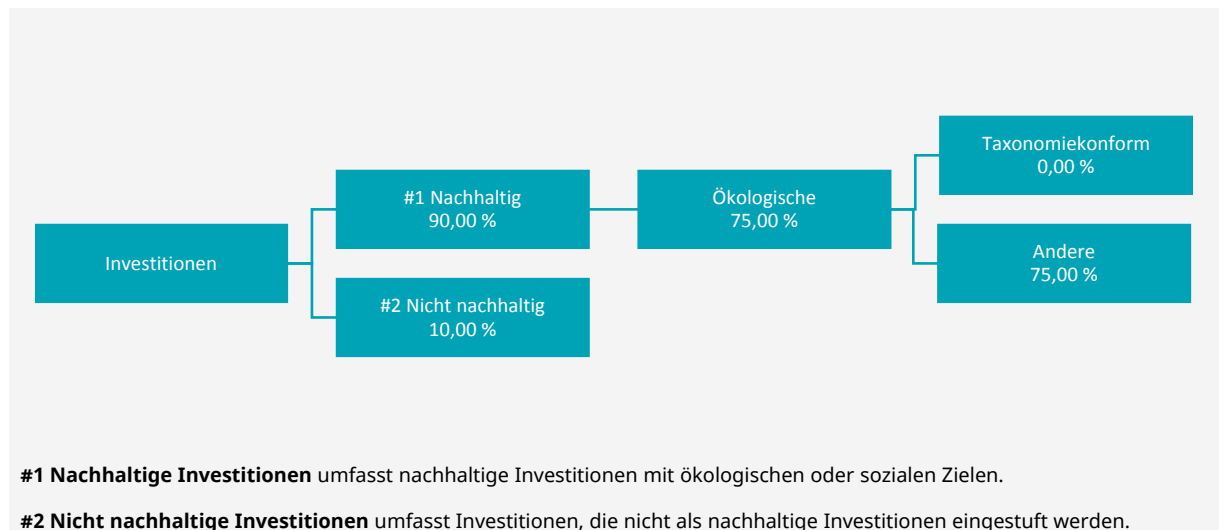 Investitionen
#1 Nachhaltig
90,00 %
#2 Nicht nachhaltig
10,00 %
Ökologische
75,00 %
Taxonomiekonform
0,00 %
Andere
75,00 %
#1 Nachhaltige Investitionen umfasst nachhaltige Investitionen mit ökologischen oder sozialen Zielen.
#2 Nicht nachhaltige Investitionen umfasst Investitionen, die nicht als nachhaltige Investitionen eingestuft werden.